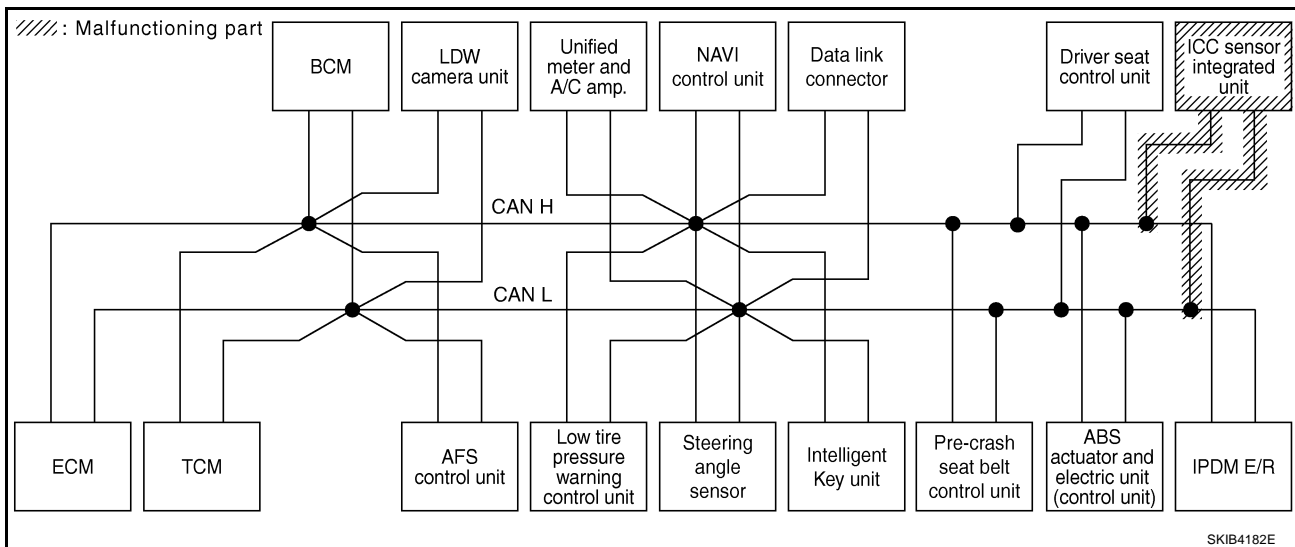 : Malfunctioning part
BCM
LDW
camera unit
Unified
meter and
A/C amp.
NAVI
control unit
Data link
connector
Driver seat
control unit
ICC sensor
integrated
unit
CAN H
CAN L
ECM
TCM
AFS
control unit
Low tire
pressure
warning
control unit
Steering
angle
sensor
Intelligent
Key unit
Pre-crash
seat belt
control unit
ABS
actuator and
electric unit
(control unit)
IPDM E/R
SKIB4182E